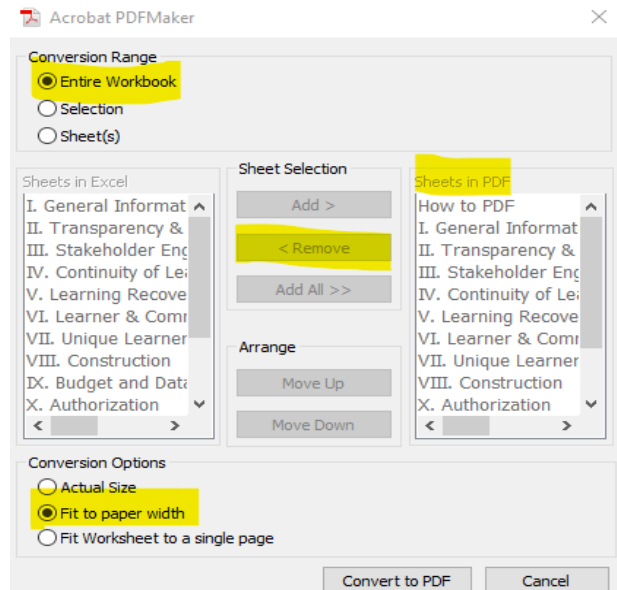 Acrobat PDFMaker
Conversion Range
Entire Workbook
Selection
Sheet(s)
Sheets in Excel
I. General Informat
II. Transparency &
III. Stakeholder Eng
IV. Continuity of Lea
V. Learning Recove
VI. Learner & Comm
VII. Unique Learner
VIII. Construction
IX. Budget and Data
X. Authorization
Sheet Selection
Add >
< Remove
Add All >>
Arrange
Move Up
Move Down
Sheets in PDF
How to PDF
I. General Informat
II. Transparency &
III. Stakeholder Eng
IV. Continuity of Lea
V. Learning Recove
VI. Learner & Comm
VII. Unique Learner
VIII. Construction
X. Authorization
Conversion Options
Actual Size
Fit to paper width
Fit Worksheet to a single page
Convert to PDF
Cancel